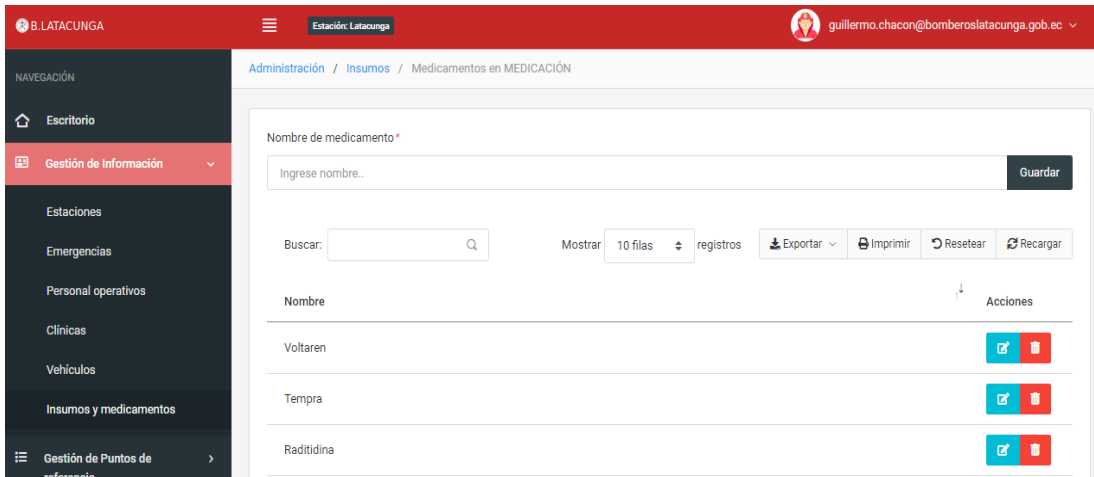 B.LATACUNGA
Estación: Latacunga
guillermo.chacon@bomberoslatacunga.gob.ec
NAVEGACIÓN
Escritorio
Gestión de Información
Estaciones
Emergencias
Personal operativos
Clínicas
Vehículos
Insumos y medicamentos
Gestión de Puntos de
referencia
Administración / Insumos / Medicamentos en MEDICACIÓN
Nombre de medicamento*
Ingrese nombre..
Guardar
Buscar:
Mostrar 10 filas registros
Exportar Imprimir Resetear Recargar
Nombre Acciones
Voltaren
Tempra
Raditidina